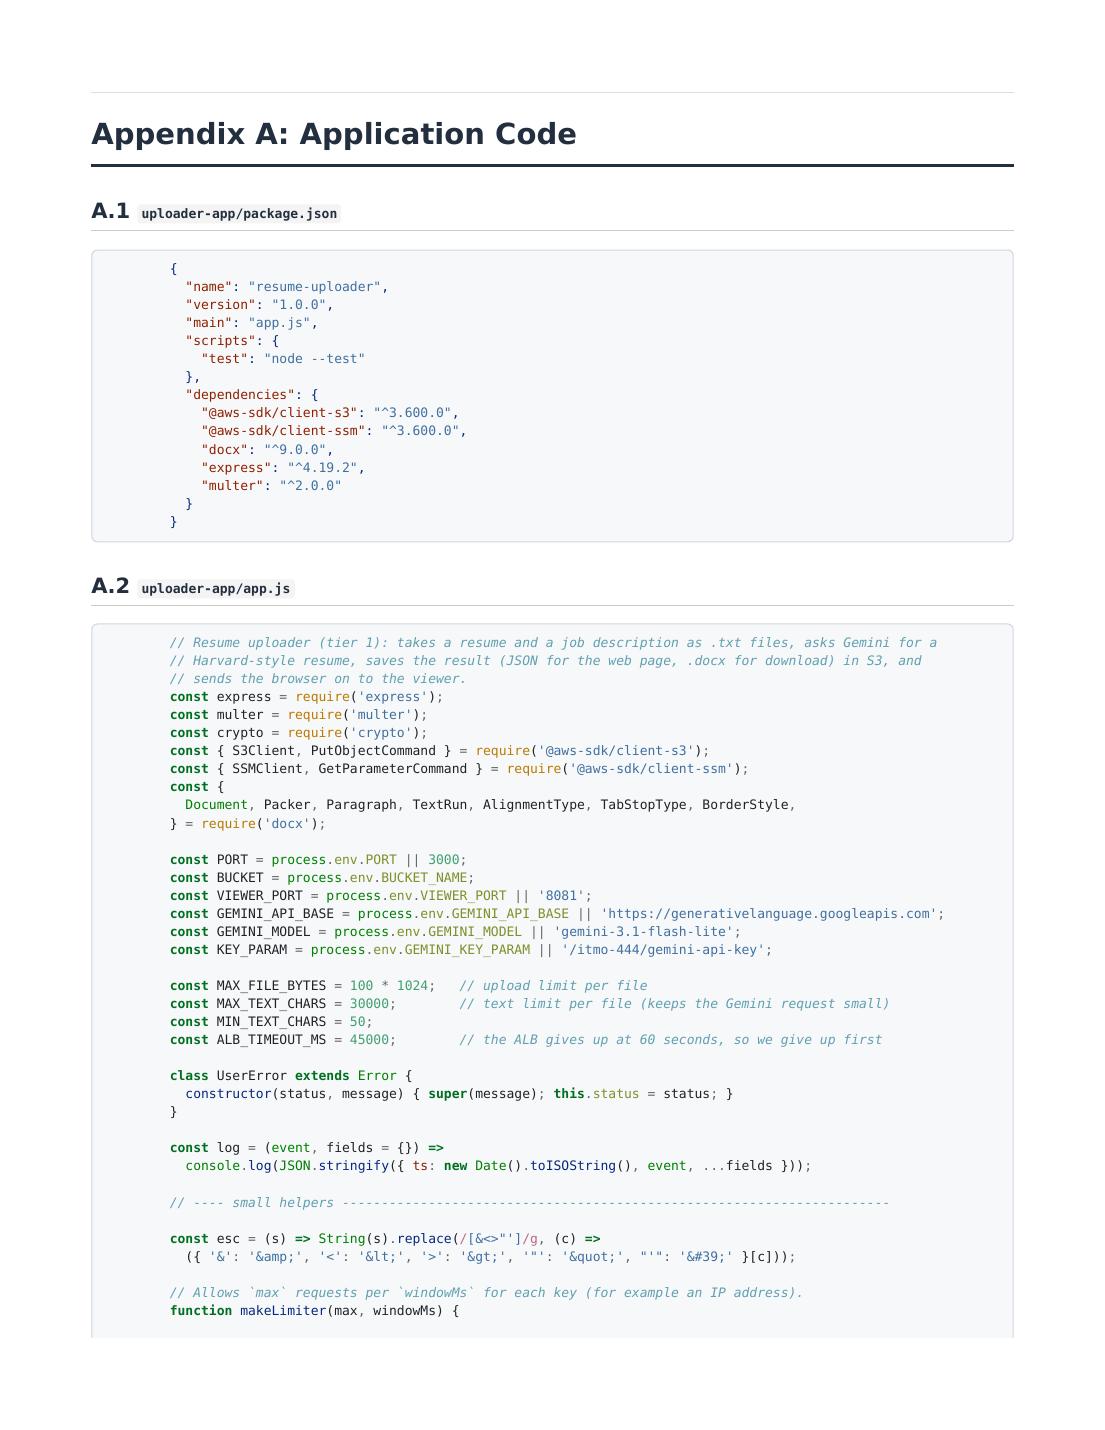 Appendix A: Application Code
A.1 uploader-app/package.json
{
  "name": "resume-uploader",
  "version": "1.0.0",
  "main": "app.js",
  "scripts": {
    "test": "node --test"
  },
  "dependencies": {
    "@aws-sdk/client-s3": "^3.600.0",
    "@aws-sdk/client-ssm": "^3.600.0",
    "docx": "^9.0.0",
    "express": "^4.19.2",
    "multer": "^2.0.0"
  }
}
A.2 uploader-app/app.js
// Resume uploader (tier 1): takes a resume and a job description as .txt files, asks Gemini for a
// Harvard-style resume, saves the result (JSON for the web page, .docx for download) in S3, and
// sends the browser on to the viewer.
const express = require('express');
const multer = require('multer');
const crypto = require('crypto');
const { S3Client, PutObjectCommand } = require('@aws-sdk/client-s3');
const { SSMClient, GetParameterCommand } = require('@aws-sdk/client-ssm');
const {
  Document, Packer, Paragraph, TextRun, AlignmentType, TabStopType, BorderStyle,
} = require('docx');

const PORT = process.env.PORT || 3000;
const BUCKET = process.env.BUCKET_NAME;
const VIEWER_PORT = process.env.VIEWER_PORT || '8081';
const GEMINI_API_BASE = process.env.GEMINI_API_BASE || 'https://generativelanguage.googleapis.com';
const GEMINI_MODEL = process.env.GEMINI_MODEL || 'gemini-3.1-flash-lite';
const KEY_PARAM = process.env.GEMINI_KEY_PARAM || '/itmo-444/gemini-api-key';

const MAX_FILE_BYTES = 100 * 1024;   // upload limit per file
const MAX_TEXT_CHARS = 30000;        // text limit per file (keeps the Gemini request small)
const MIN_TEXT_CHARS = 50;
const ALB_TIMEOUT_MS = 45000;        // the ALB gives up at 60 seconds, so we give up first

class UserError extends Error {
  constructor(status, message) { super(message); this.status = status; }
}

const log = (event, fields = {}) =>
  console.log(JSON.stringify({ ts: new Date().toISOString(), event, ...fields }));

// ---- small helpers ----------------------------------------------------------------------

const esc = (s) => String(s).replace(/[&<>"']/g, (c) =>
  ({ '&': '&amp;', '<': '&lt;', '>': '&gt;', '"': '&quot;', "'": '&#39;' }[c]));

// Allows `max` requests per `windowMs` for each key (for example an IP address).
function makeLimiter(max, windowMs) {